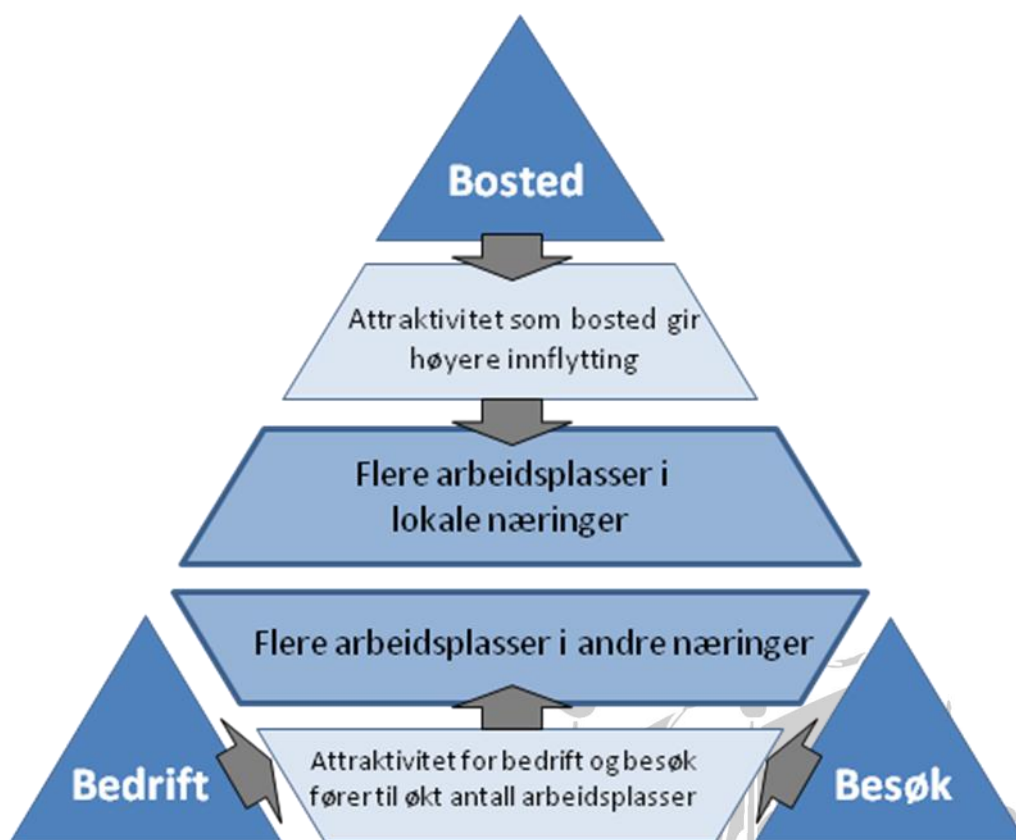 Bosted
Attraktivitet som bosted gir
høyere innflytting
Flere arbeidsplasser i
lokale næringer
Flere arbeidsplasser i andre næringer
Bedrift
Attraktivitet for bedrift og besøk
fører til økt antall arbeidsplasser
Besøk